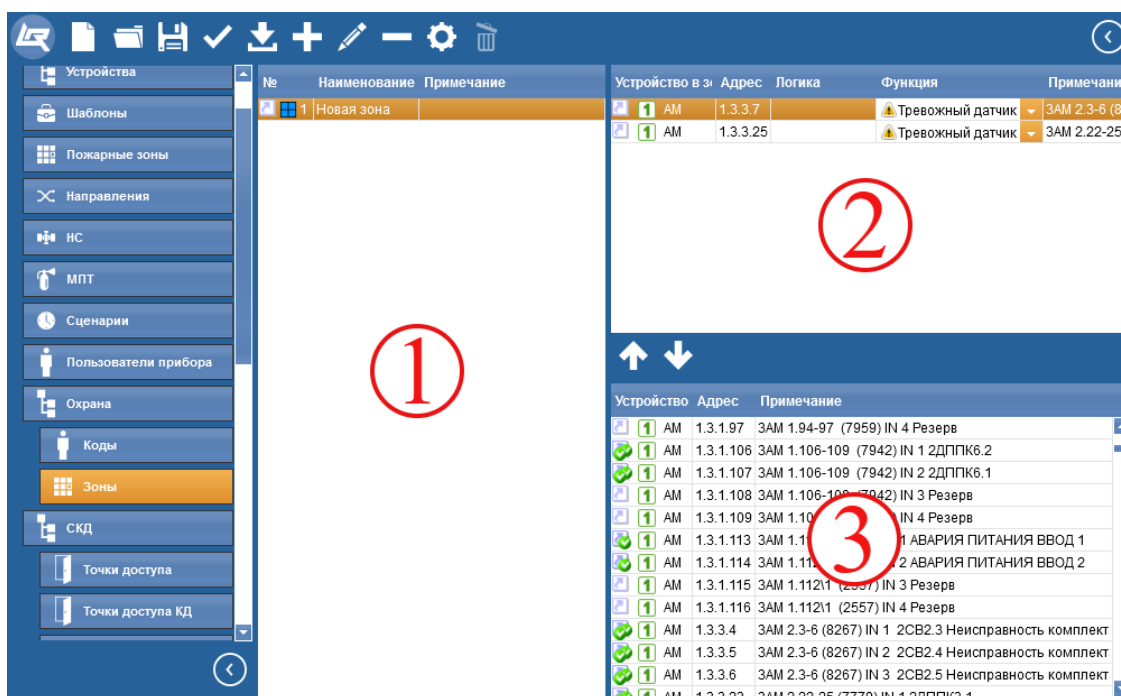 Устройства
Шаблоны
Пожарные зоны
Направления
НС
МПТ
Сценарии
Пользователи прибора
Охрана
Коды
Зоны
СКД
Точки доступа
Точки доступа КД
№ Наименование Примечание
1 Новая зона
①
Устройство в зо Адрес Логика Функция Примечани
1 АМ 1.3.3.7 Тревожный датчик ЗАМ 2.3-6 (8
1 АМ 1.3.3.25 Тревожный датчик ЗАМ 2.22-25
②
Устройство Адрес Примечание
1 АМ 1.3.1.97 ЗАМ 1.94-97 (7959) IN 4 Резерв
1 АМ 1.3.1.106 ЗАМ 1.106-109 (7942) IN 1 2ДППК6.2
1 АМ 1.3.1.107 ЗАМ 1.106-109 (7942) IN 2 2ДППК6.1
1 АМ 1.3.1.108 ЗАМ 1.106-109 (7942) IN 3 Резерв
1 АМ 1.3.1.109 ЗАМ 1.10 IN 4 Резерв
1 АМ 1.3.1.113 ЗАМ 1.11 1 АВАРИЯ ПИТАНИЯ ВВОД 1
1 АМ 1.3.1.114 ЗАМ 1.112 2 АВАРИЯ ПИТАНИЯ ВВОД 2
1 АМ 1.3.1.115 ЗАМ 1.112\1 (2557) IN 3 Резерв
1 АМ 1.3.1.116 ЗАМ 1.112\1 (2557) IN 4 Резерв
1 АМ 1.3.3.4 ЗАМ 2.3-6 (8267) IN 1 2СВ2.3 Неисправность комплект
1 АМ 1.3.3.5 ЗАМ 2.3-6 (8267) IN 2 2СВ2.4 Неисправность комплект
1 АМ 1.3.3.6 ЗАМ 2.3-6 (8267) IN 3 2СВ2.5 Неисправность комплект
③